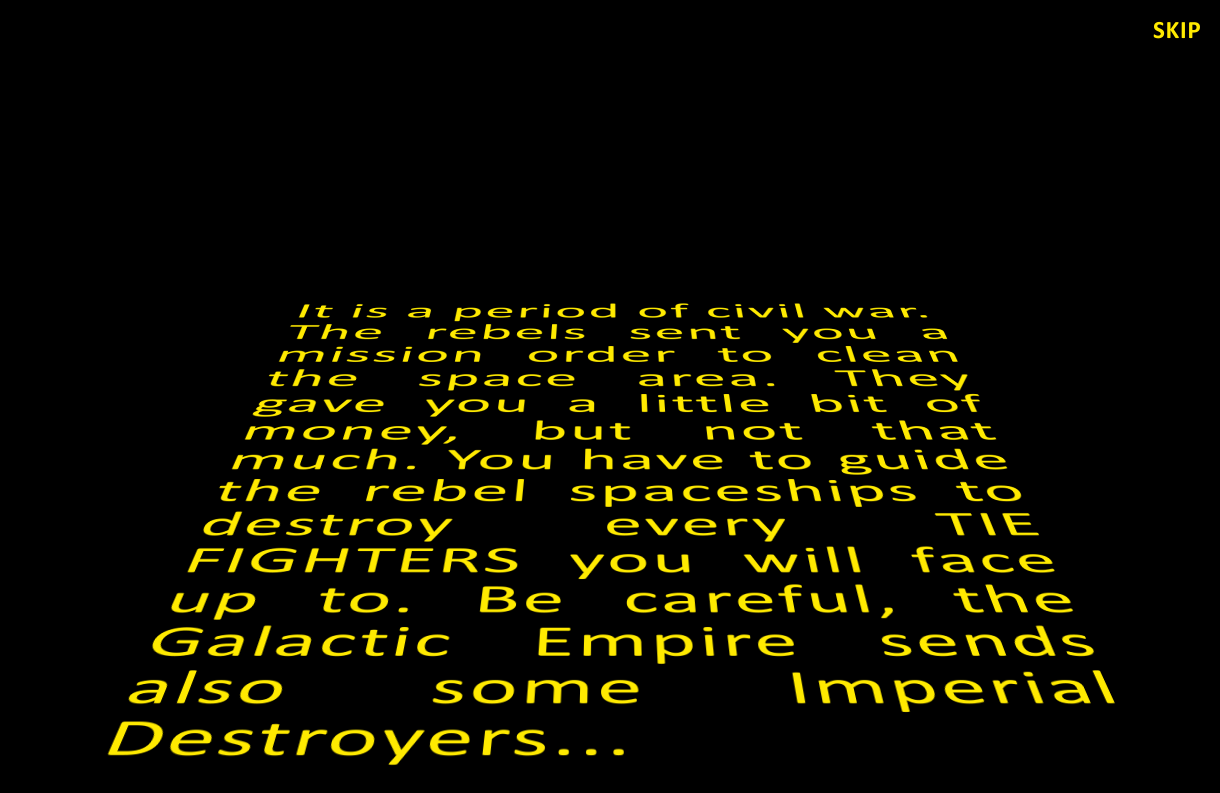 SKIP
It is a period of civil war.
The rebels sent you a
mission order to clean
the space area. They
gave you a little bit of
money, but not that
much. You have to guide
the rebel spaceships to
destroy every TIE
FIGHTERS you will face
up to. Be careful, the
Galactic Empire sends
also some Imperial
Destroyers...